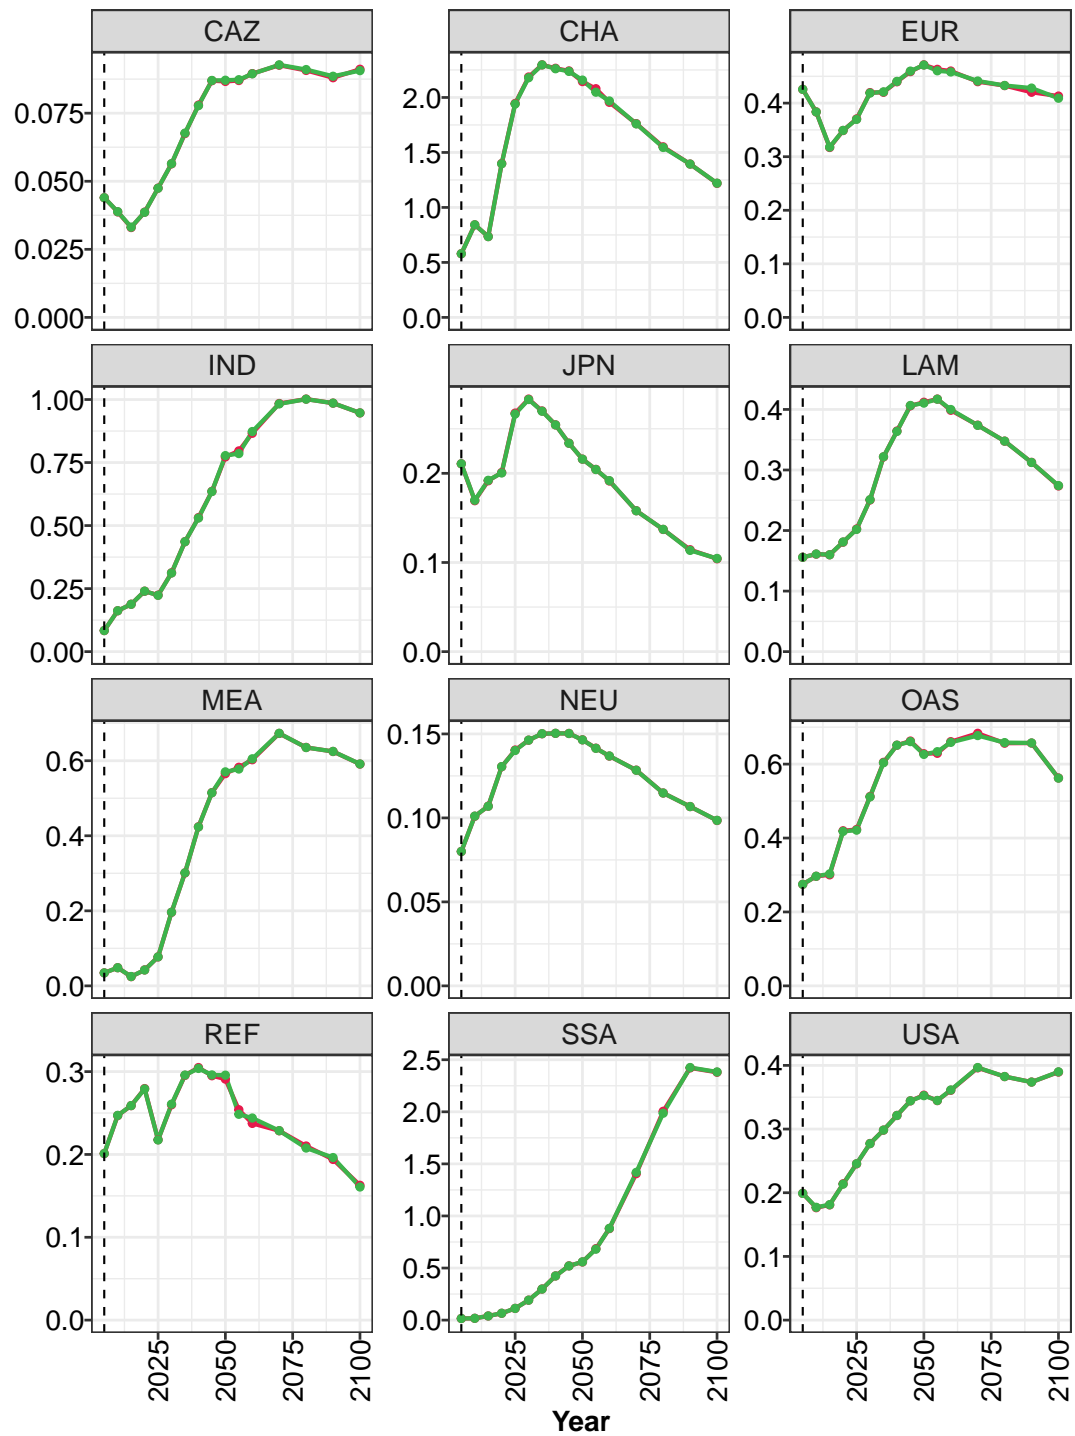 CAZ CHA EUR
0.075 2.0 0.4
0.050 1.5 0.3
0.025 1.0 0.2
0.000 0.5 0.1
0.0 0.0
IND JPN LAM
1.00 0.2 0.4
0.75 0.1 0.3
0.50 0.0 0.2
0.25 0.1
0.00 0.0
MEA NEU OAS
0.6 0.15 0.6
0.4 0.10 0.4
0.2 0.05 0.2
0.0 0.00 0.0
REF SSA USA
0.3 2.5 0.4
0.2 2.0 0.3
0.1 1.5 0.2
0.0 1.0 0.1
0.5 0.0
0.0
2025 2050 2075 2100 2025 2050 2075 2100 2025 2050 2075 2100
Year